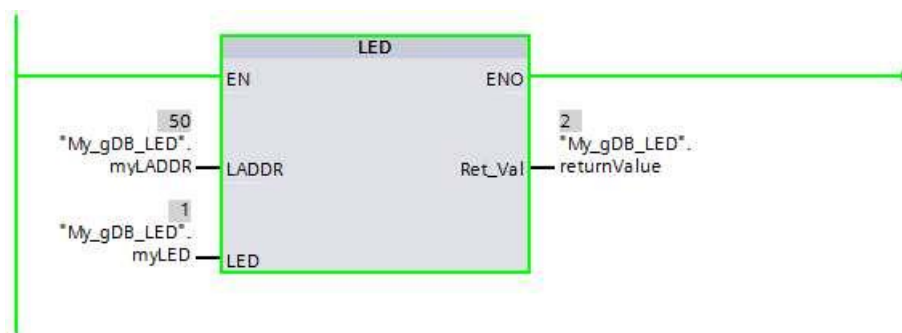 LED
EN ENO
50
"My_gDB_LED".
myLADDR LADDR
2
"My_gDB_LED".
Ret_Val returnValue
1
"My_gDB_LED".
myLED LED